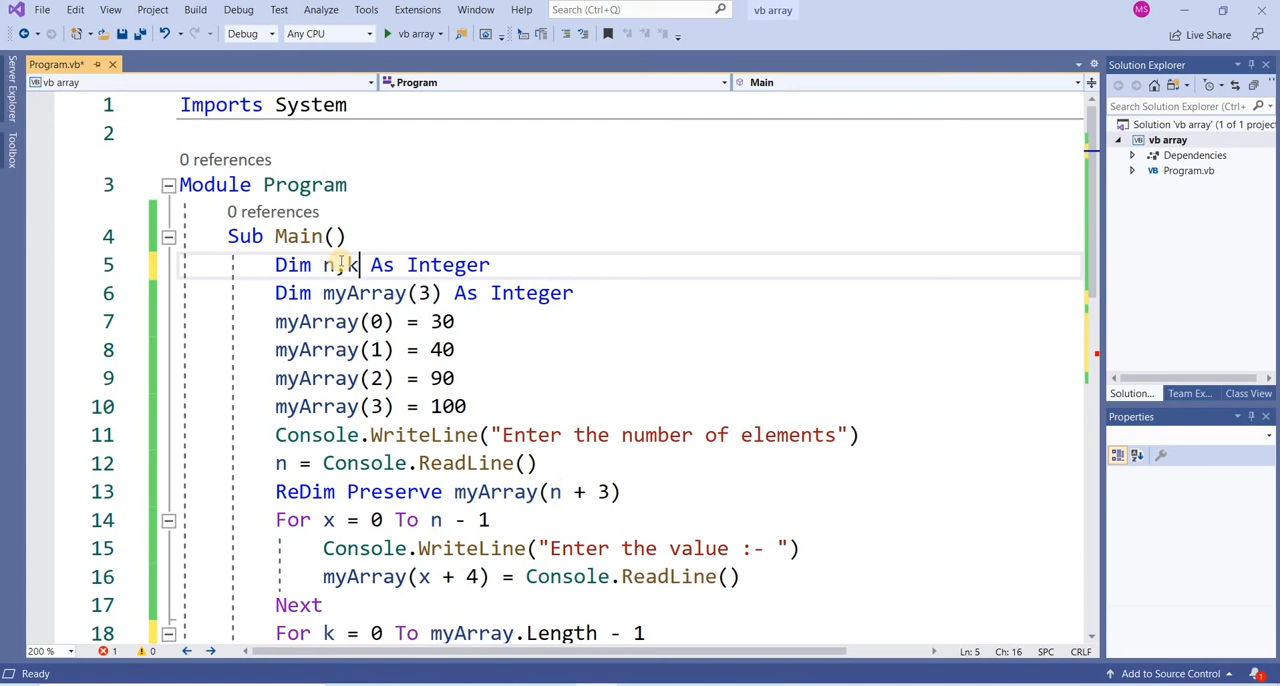 File Edit View Project Build Debug Test Analyze Tools Extensions Window Help Search (Ctrl+Q) vb array MS
Debug Any CPU vb array Live Share
Server Explorer
Toolbox
Program.vb*
vb array Program Main
1 Imports System
2
0 references
3 Module Program
0 references
4 Sub Main()
5 Dim n,k As Integer
6 Dim myArray(3) As Integer
7 myArray(0) = 30
8 myArray(1) = 40
9 myArray(2) = 90
10 myArray(3) = 100
11 Console.WriteLine("Enter the number of elements")
12 n = Console.ReadLine()
13 ReDim Preserve myArray(n + 3)
14 For x = 0 To n - 1
15 Console.WriteLine("Enter the value :- ")
16 myArray(x + 4) = Console.ReadLine()
17 Next
18 For k = 0 To myArray.Length - 1
200 % 1 0 Ln: 5 Ch: 16 SPC CRLF
Solution Explorer
Search Solution Explorer (Ctrl+
Solution 'vb array' (1 of 1 project
vb array
Dependencies
VB Program.vb
Solution... Team Ex... Class View
Properties
Ready Add to Source Control 1